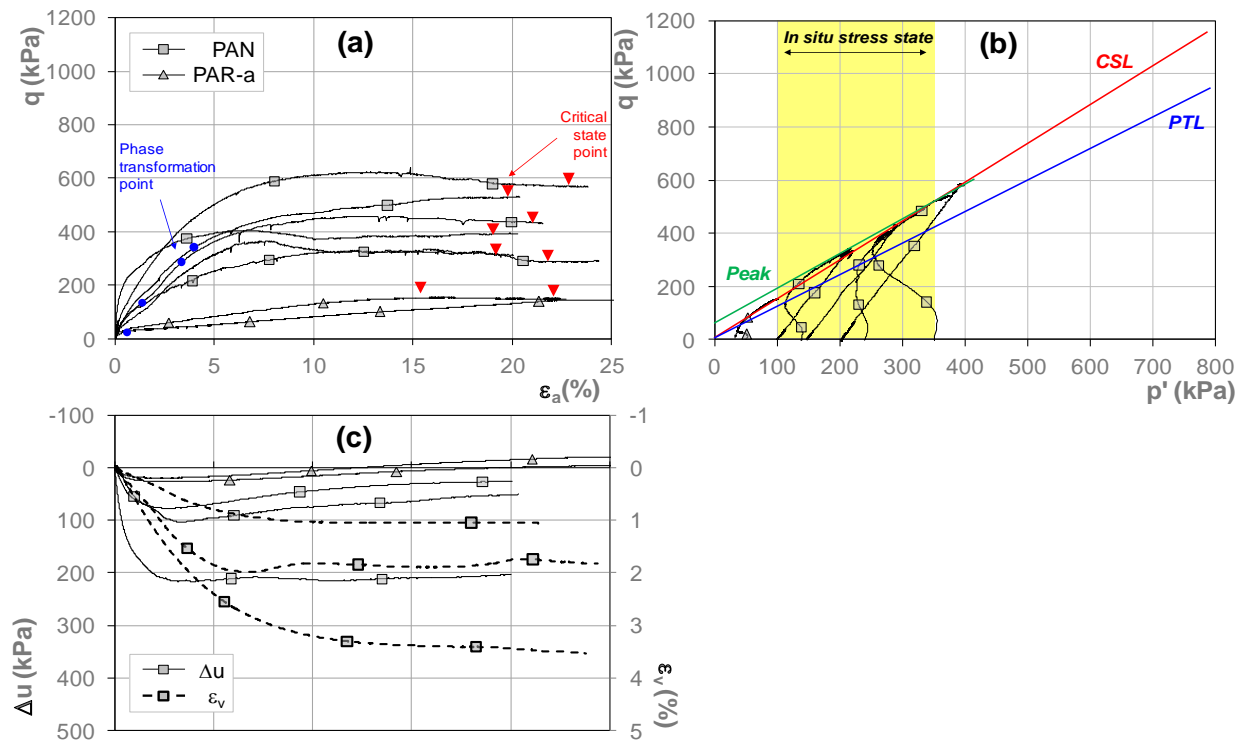 (a)
PAN
PAR-a
Critical
state
point
Phase
transformation
point
q (kPa)
1200
1000
800
600
400
200
0
0
5
10
15
20
25
εa(%)
(b)
In situ stress state
CSL
PTL
Peak
q (kPa)
1200
1000
800
600
400
200
0
0
100
200
300
400
500
600
700
800
p' (kPa)
(c)
Δu (kPa)
-100
0
100
200
300
400
500
-1
0
1
2
3
4
5
εv(%)
Δu
εv